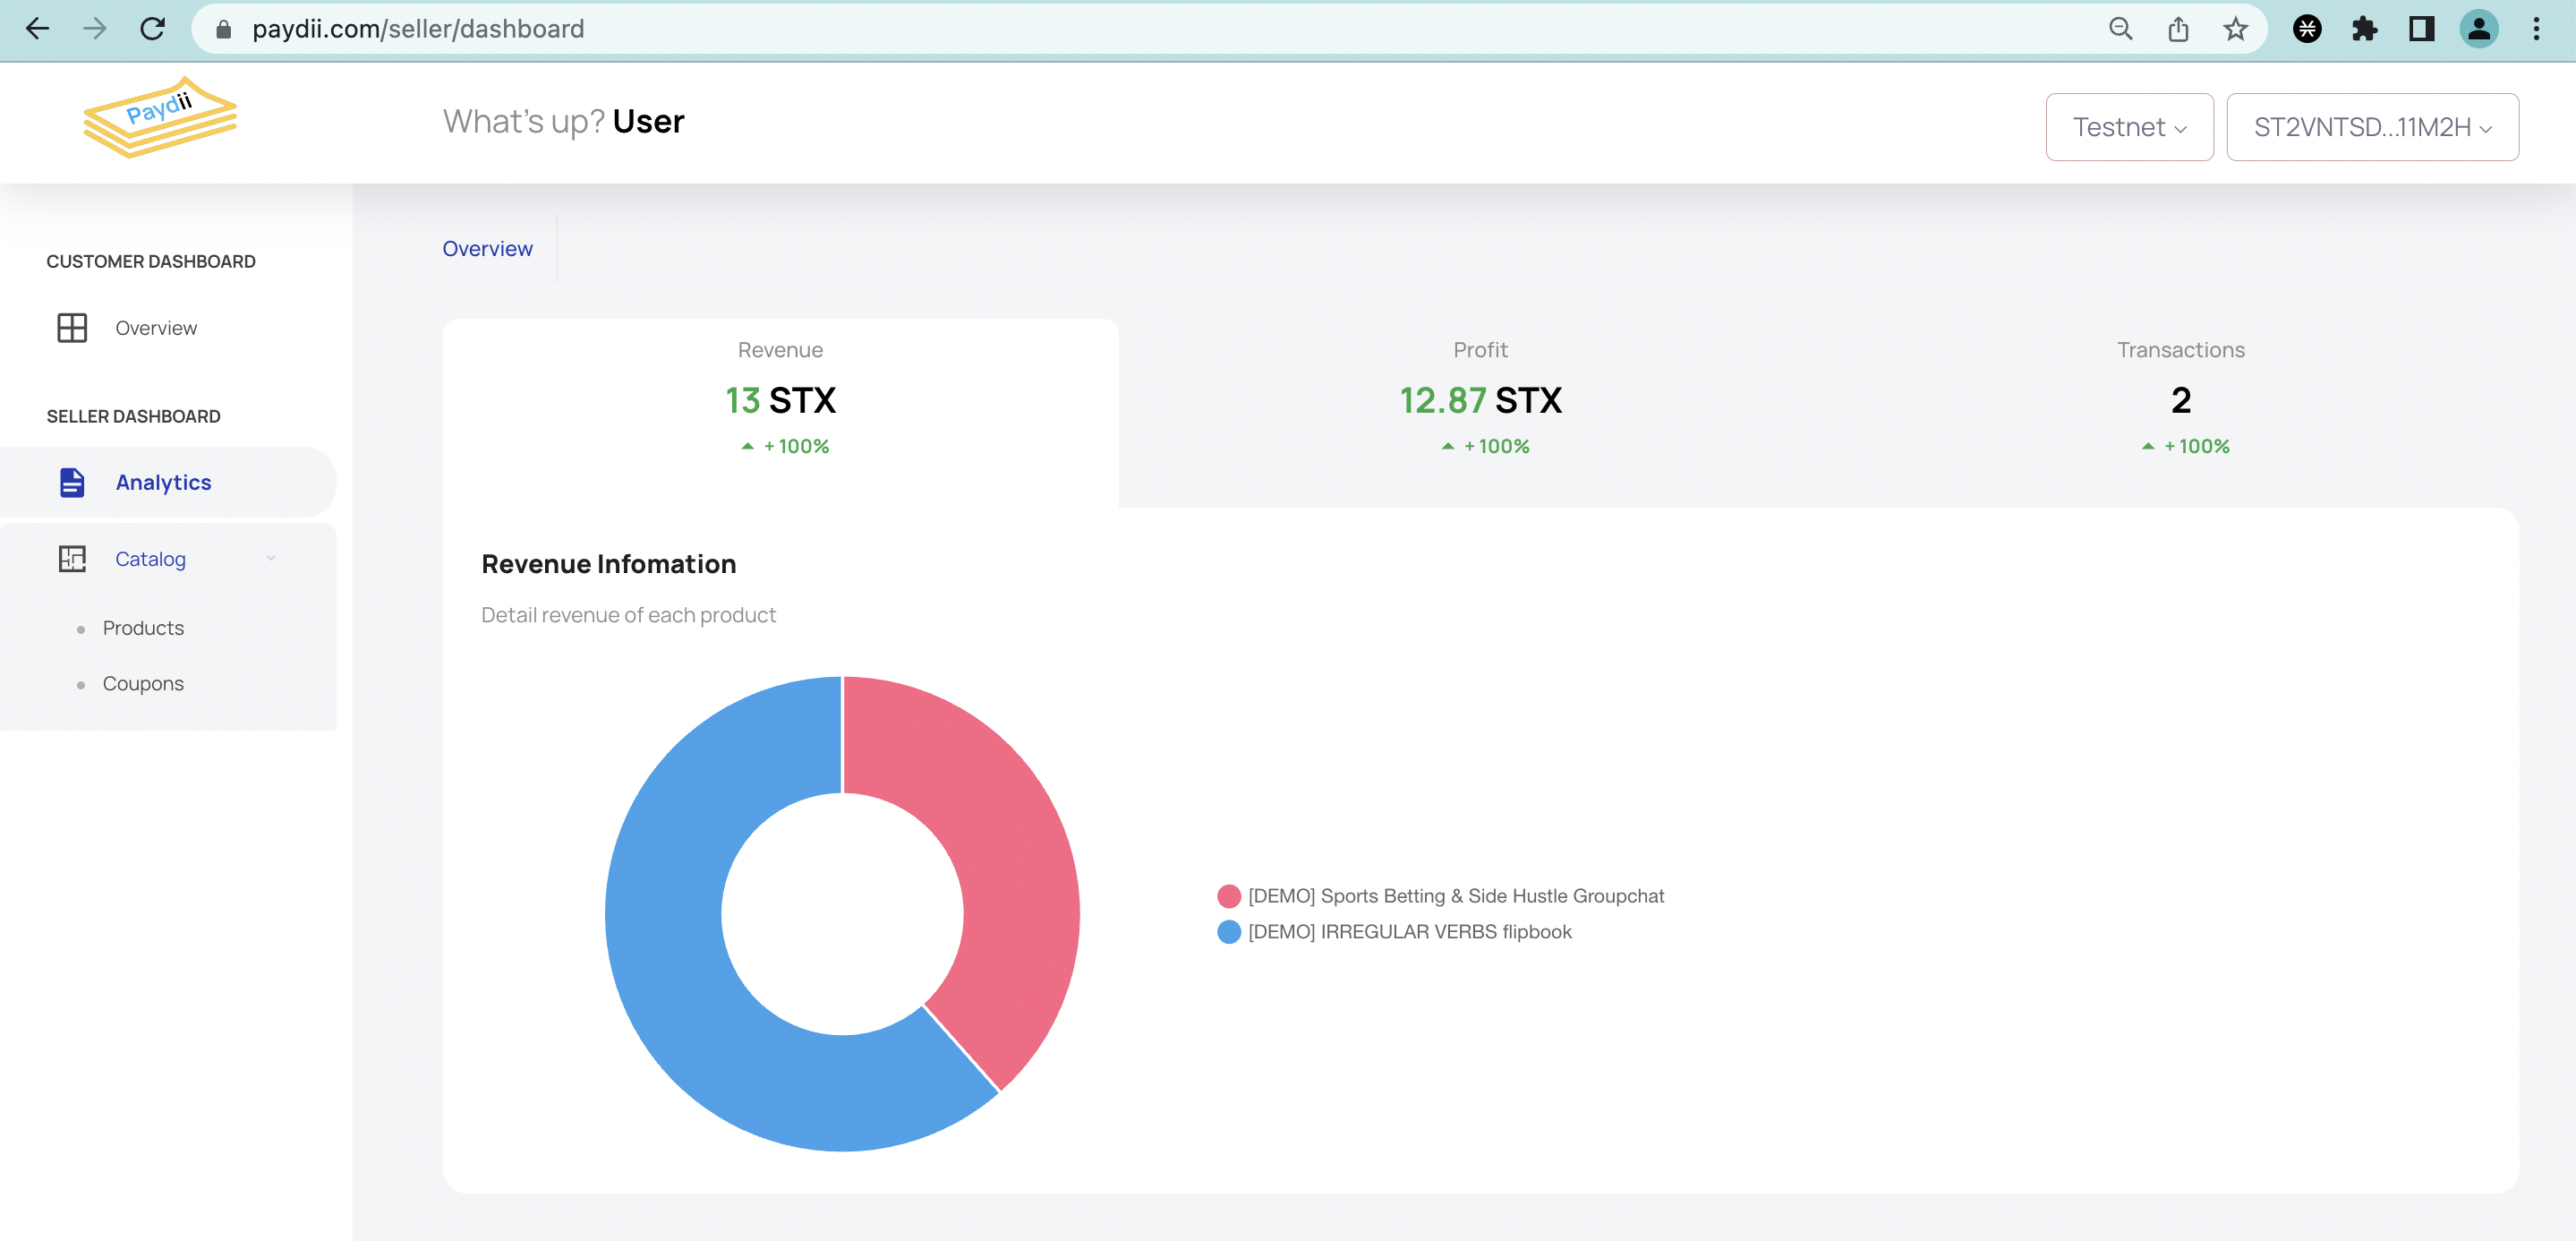 paydii.com/seller/dashboard
Paydii
What's up? User
Testnet
ST2VNTSD...11M2H
CUSTOMER DASHBOARD
Overview
SELLER DASHBOARD
Analytics
Catalog
Products
Coupons
Overview
Revenue
13 STX
+ 100%
Profit
12.87 STX
+ 100%
Transactions
2
+ 100%
Revenue Infomation
Detail revenue of each product
[DEMO] Sports Betting & Side Hustle Groupchat
[DEMO] IRREGULAR VERBS flipbook